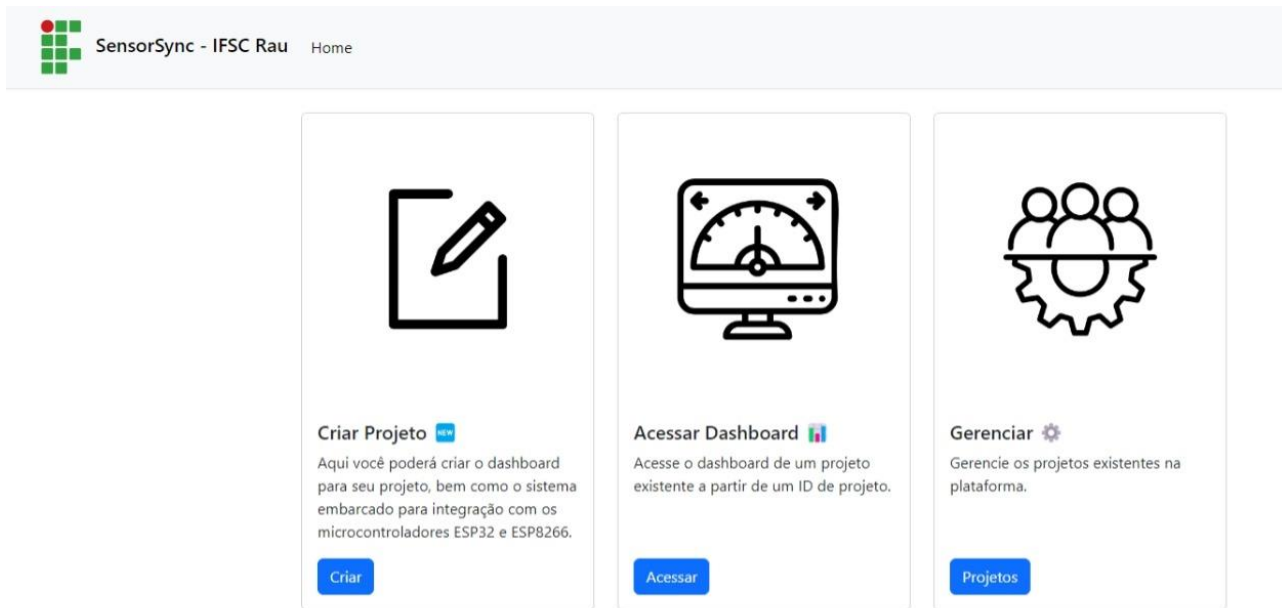 SensorSync - IFSC Rau Home
Criar Projeto NEW
Aqui você poderá criar o dashboard
para seu projeto, bem como o sistema
embarcado para integração com os
microcontroladores ESP32 e ESP8266.
Criar
Acessar Dashboard
Acesse o dashboard de um projeto
existente a partir de um ID de projeto.
Acessar
Gerenciar
Gerencie os projetos existentes na
plataforma.
Projetos